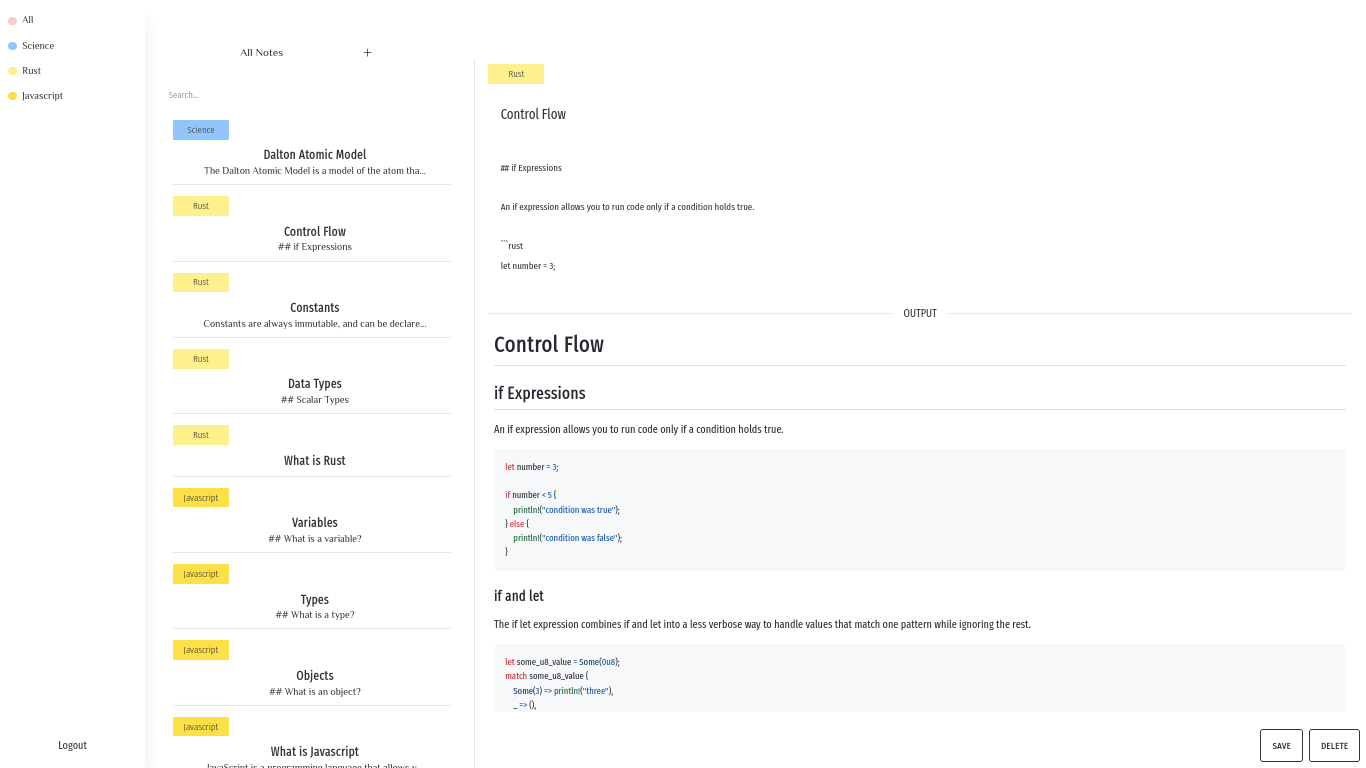 All
Science
Rust
Javascript
Logout
All Notes +
Search...
Science
Dalton Atomic Model
The Dalton Atomic Model is a model of the atom tha...
Rust
Control Flow
## if Expressions
Rust
Constants
Constants are always immutable, and can be declare...
Rust
Data Types
## Scalar Types
Rust
What is Rust
Javascript
Variables
## What is a variable?
Javascript
Types
## What is a type?
Javascript
Objects
## What is an object?
Javascript
What is Javascript
JavaScript is a programming language that allows y...
Rust
Control Flow
## if Expressions
An if expression allows you to run code only if a condition holds true.
```rust
let number = 3;
OUTPUT
Control Flow
if Expressions
An if expression allows you to run code only if a condition holds true.
let number = 3;
if number < 5 {
println!("condition was true");
} else {
println!("condition was false");
}
if and let
The if let expression combines if and let into a less verbose way to handle values that match one pattern while ignoring the rest.
let some_u8_value = Some(0u8);
match some_u8_value {
Some(3) => println!("three"),
_ => (),
SAVE
DELETE